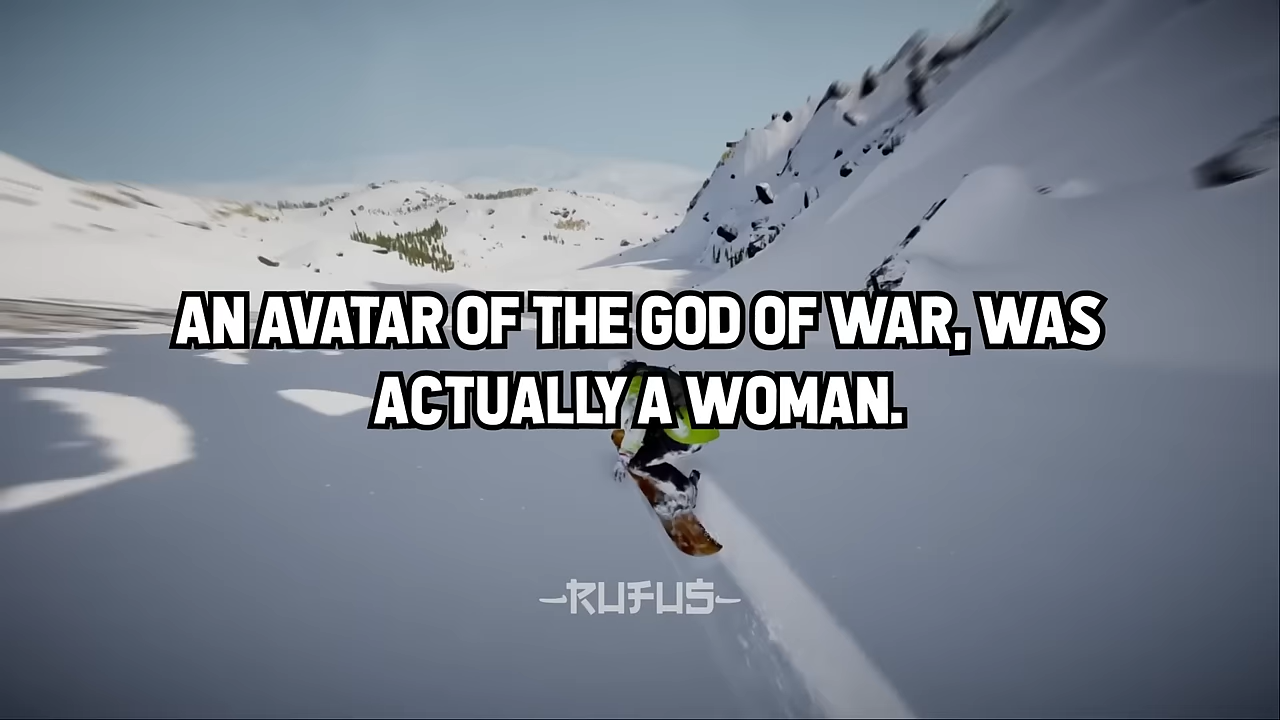 AN AVATAR OF THE GOD OF WAR, WAS
ACTUALLY A WOMAN.
-RUFUS-